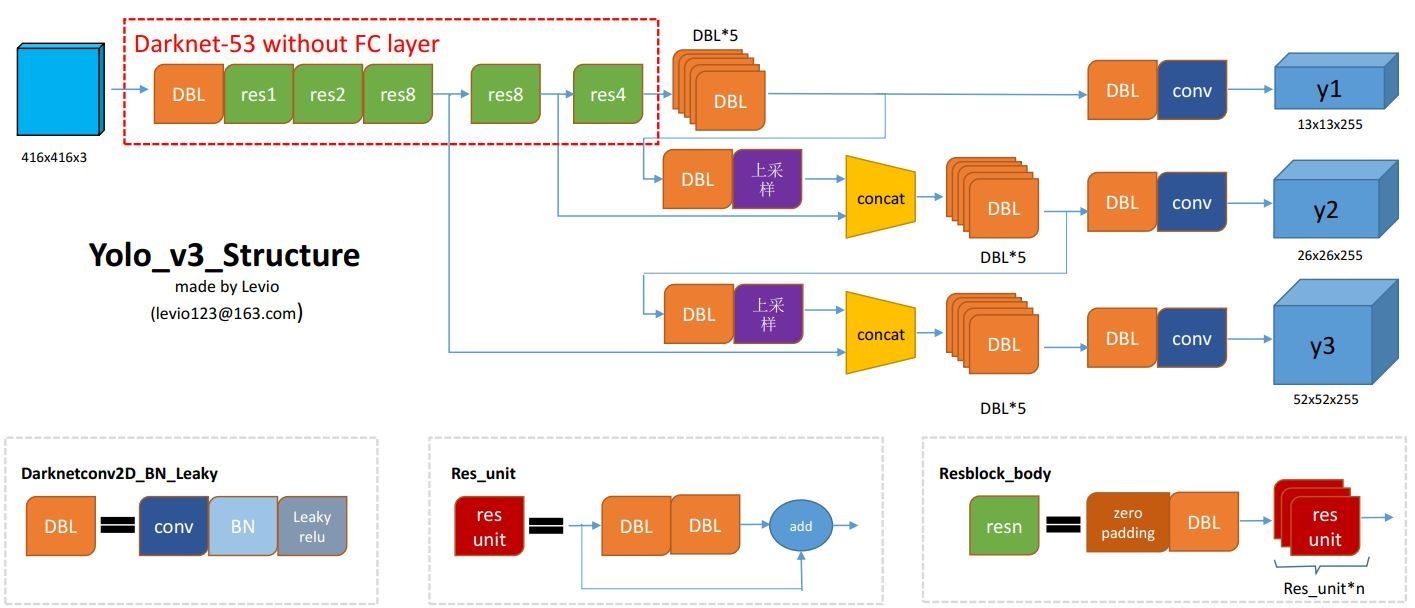 Darknet-53 without FC layer
DBL*5
DBL
res1
res2
res8
res8
res4
DBL
DBL
conv
y1
13x13x255
416x416x3
DBL
上采
样
concat
DBL
DBL*5
DBL
conv
y2
26x26x255
Yolo_v3_Structure
made by Levio
(levio123@163.com)
DBL
上采
样
concat
DBL
DBL*5
DBL
conv
y3
52x52x255
Darknetconv2D_BN_Leaky
DBL
conv
BN
Leaky
relu
Res_unit
res
unit
DBL
DBL
add
Resblock_body
resn
zero
padding
DBL
res
unit
Res_unit*n